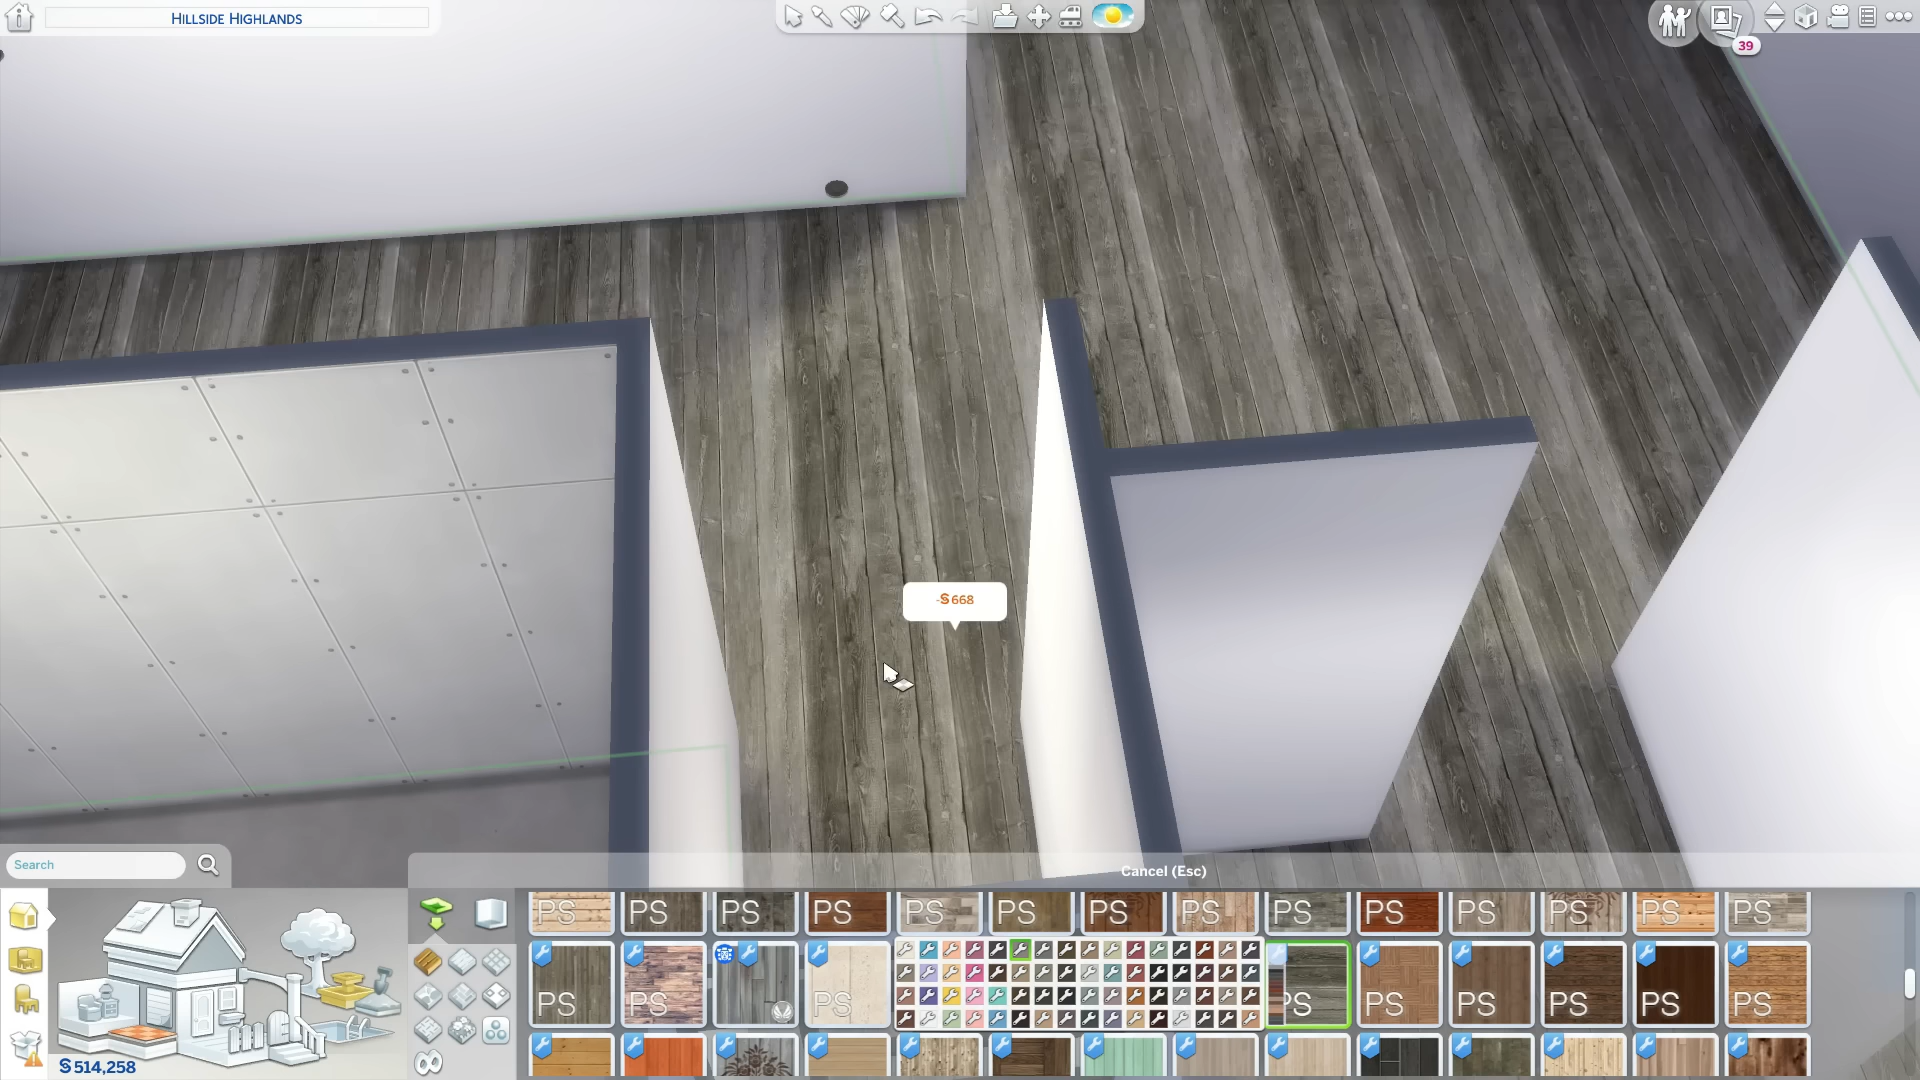 Hillside Highlands
39
-§668
Search
Cancel (Esc)
PS PS PS PS PS PS PS PS PS PS PS PS PS PS
PS PS PS PS PS PS PS PS PS
§514,258